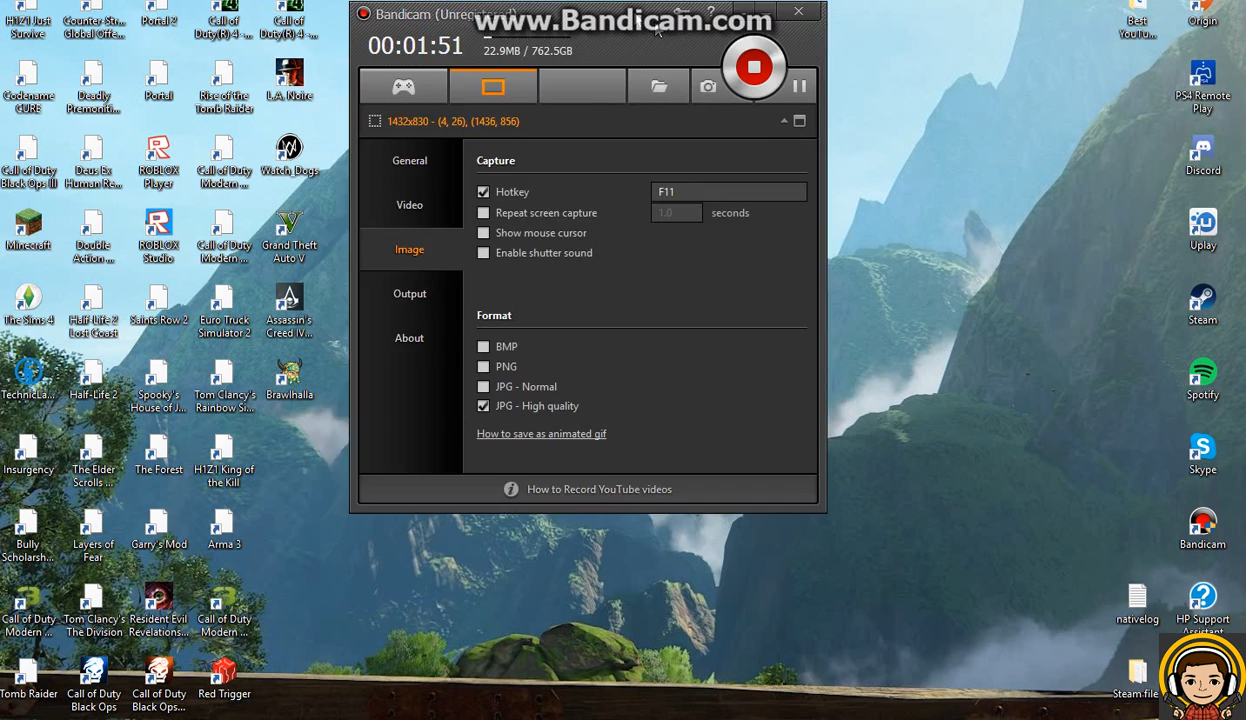 H1Z1 Just
Survive
Counter-Str...
Global Offe...
Portal 2
Call of
Duty(R) 4 -...
Call of
Duty(R) 4 -...
Codename
CURE
Deadly
Premoniti...
Portal
Rise of the
Tomb Raider
L.A. Noire
Call of Duty
Black Ops III
Deus Ex
Human Re...
ROBLOX
Player
Call of Duty
Modern ...
Watch_Dogs
Minecraft
Double
Action ...
ROBLOX
Studio
Call of Duty
Modern ...
Grand Theft
Auto V
The Sims 4
Half-Life 2
Lost Coast
Saints Row 2
Euro Truck
Simulator 2
Assassin's
Creed IV...
TechnicLa...
Half-Life 2
Spooky's
House of J...
Tom Clancy's
Rainbow Si...
Brawlhalla
Insurgency
The Elder
Scrolls ...
The Forest
H1Z1 King of
the Kill
Bully
Scholarsh...
Layers of
Fear
Garry's Mod
Arma 3
Call of Duty
Modern ...
Tom Clancy's
The Division
Resident Evil
Revelations...
Call of Duty
Modern ...
Tomb Raider
Call of Duty
Black Ops
Call of Duty
Black Ops...
Red Trigger
Bandicam (Unregistered)
www.Bandicam.com
00:01:51
22.9MB / 762.5GB
1432x830 - (4, 26), (1436, 856)
General
Video
Image
Output
About
Capture
Hotkey
F11
Repeat screen capture
1.0
seconds
Show mouse cursor
Enable shutter sound
Format
BMP
PNG
JPG - Normal
JPG - High quality
How to save as animated gif
How to Record YouTube videos
Best
YouTu...
Origin
PS4 Remote
Play
Discord
Uplay
Steam
Spotify
Skype
Bandicam
nativelog
HP Support
Assistant
Steam file